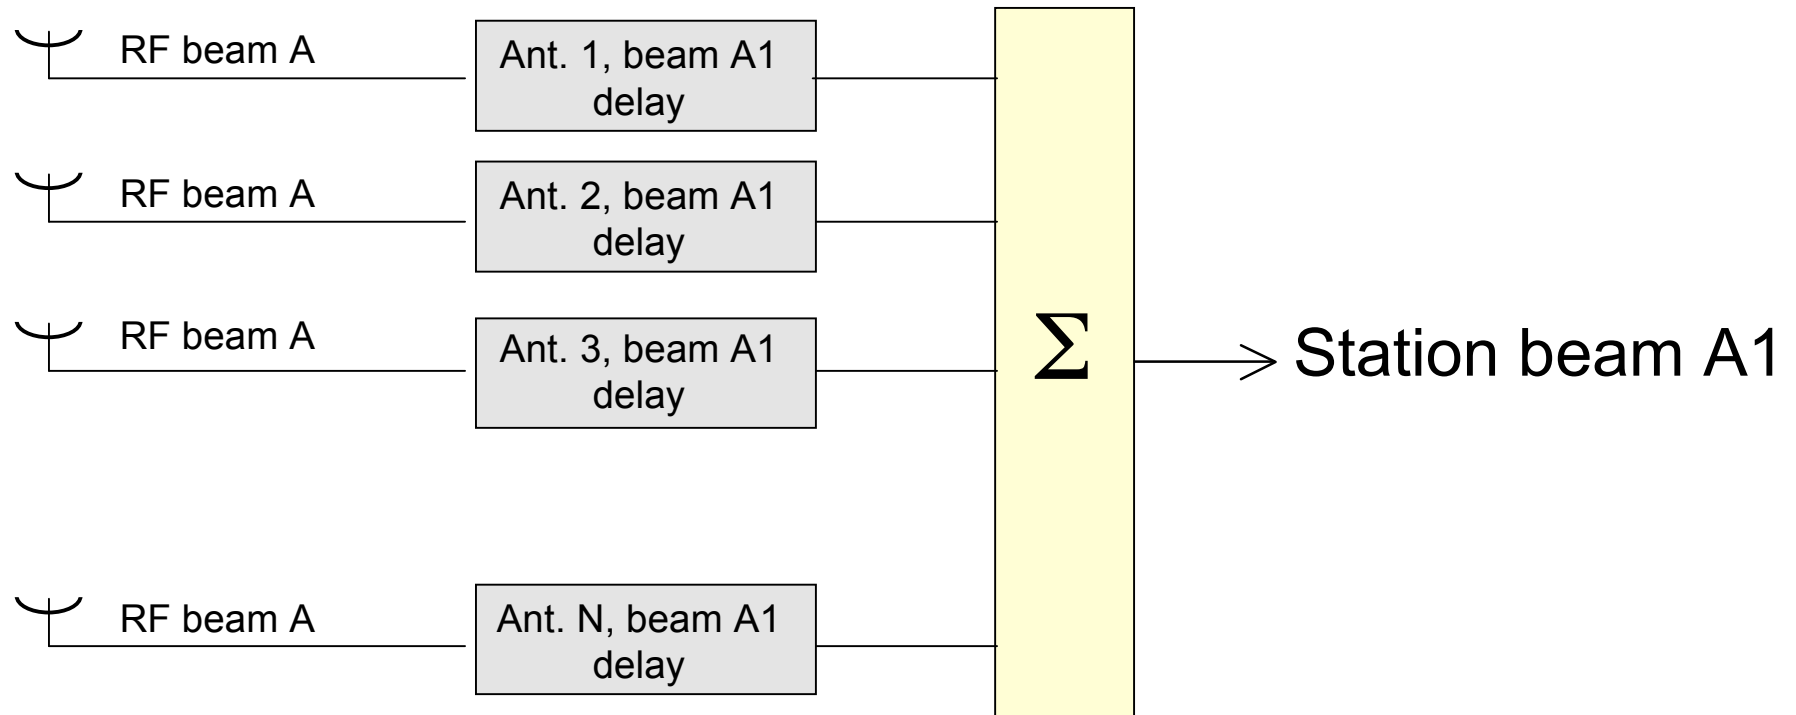 RF beam A
Ant. 1, beam A1
delay
RF beam A
Ant. 2, beam A1
delay
RF beam A
Ant. 3, beam A1
delay
Σ
Station beam A1
RF beam A
Ant. N, beam A1
delay